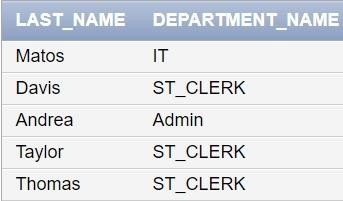 LAST_NAME DEPARTMENT_NAME
Matos IT
Davis ST_CLERK
Andrea Admin
Taylor ST_CLERK
Thomas ST_CLERK